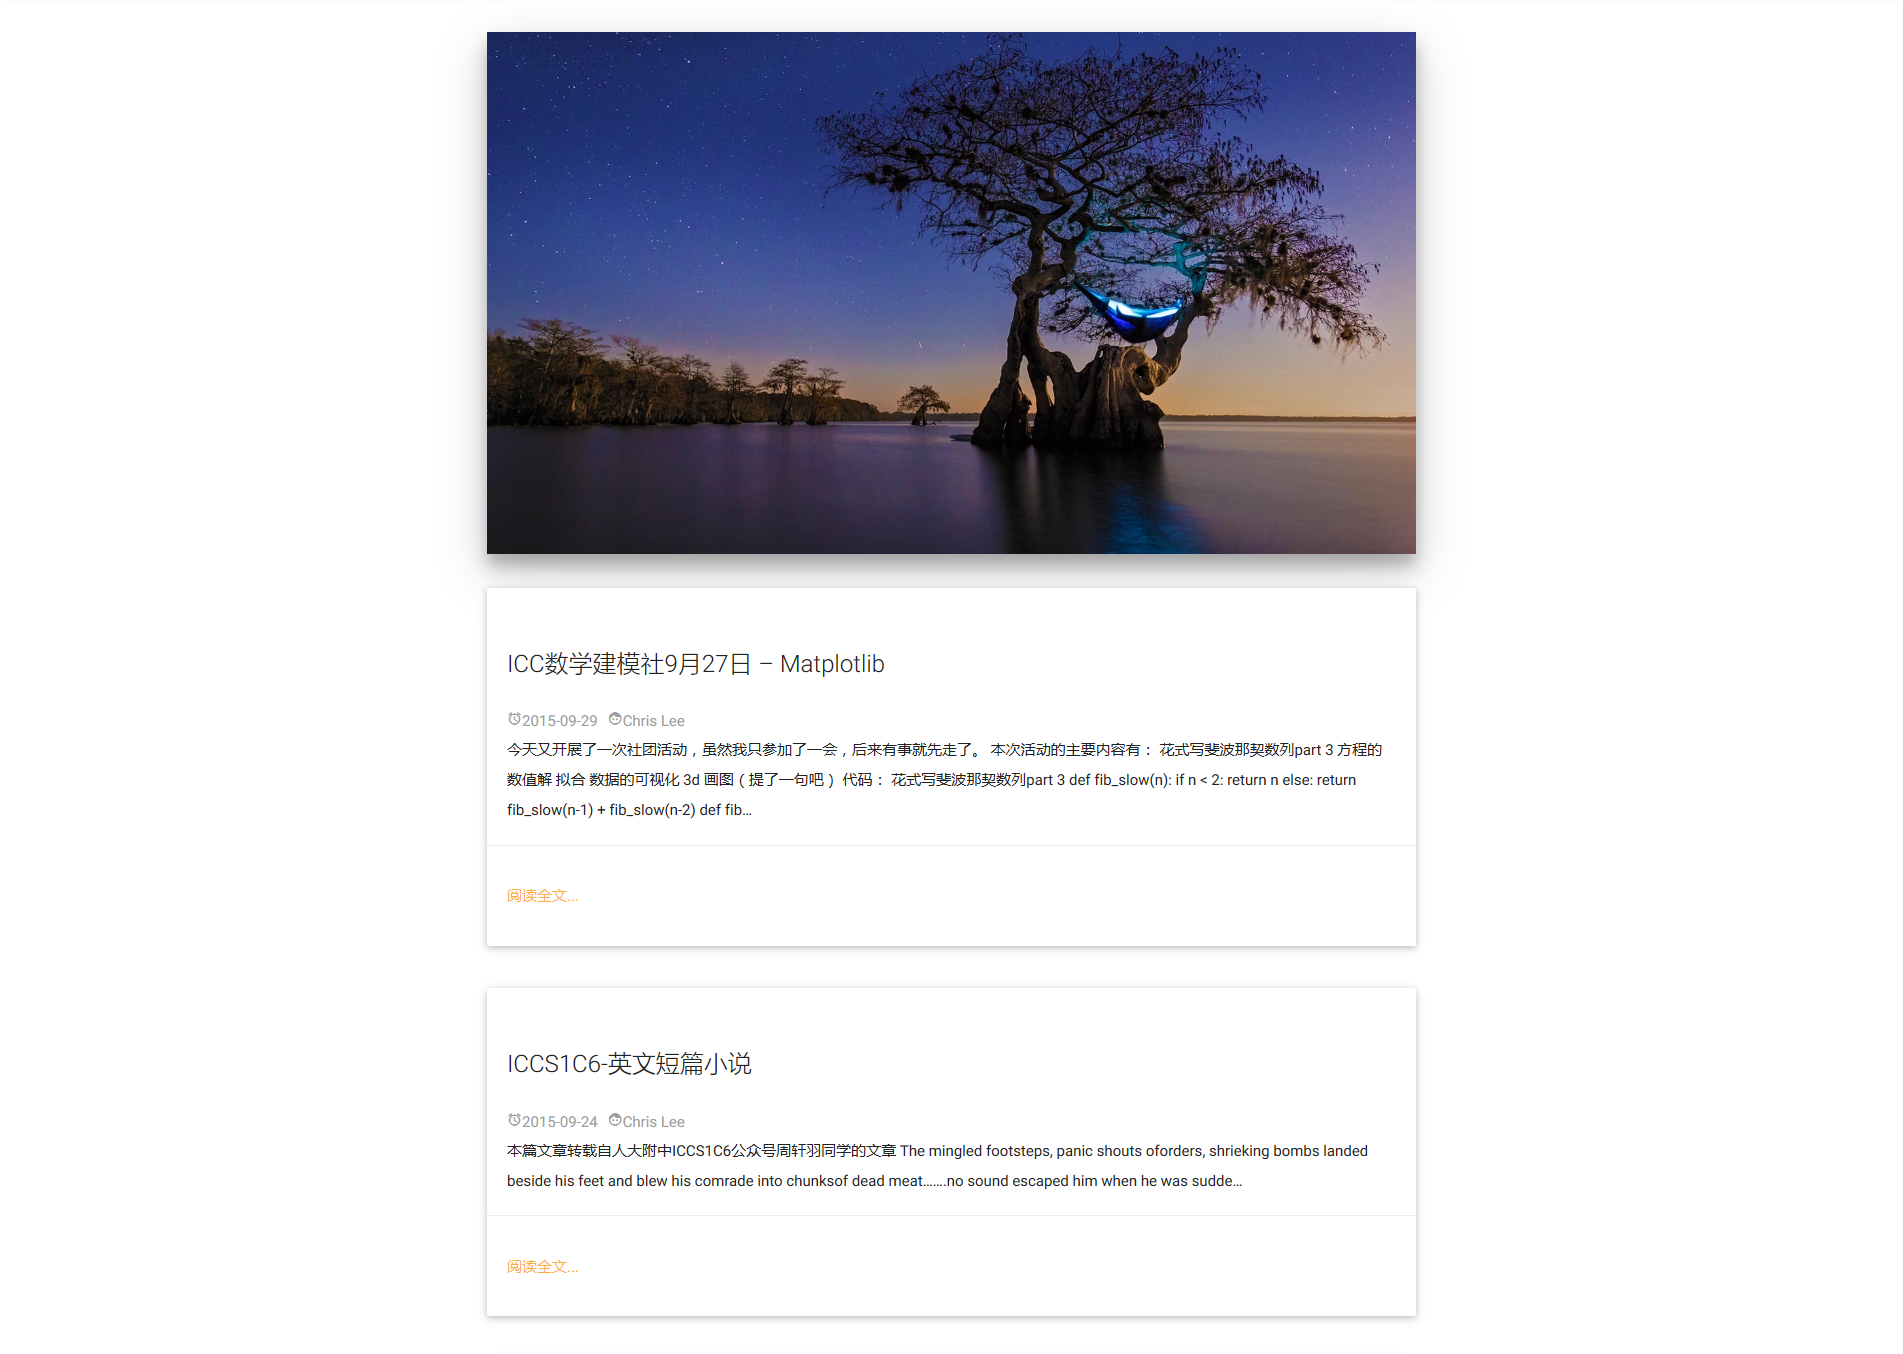 ICC数学建模社9月27日 – Matplotlib
2015-09-29 Chris Lee
今天又开展了一次社团活动，虽然我只参加了一会，后来有事就先走了。 本次活动的主要内容有： 花式写斐波那契数列part 3 方程的
数值解 拟合 数据的可视化 3d 画图（提了一句吧） 代码： 花式写斐波那契数列part 3 def fib_slow(n): if n < 2: return n else: return
fib_slow(n-1) + fib_slow(n-2) def fib...
阅读全文...
ICCS1C6-英文短篇小说
2015-09-24 Chris Lee
本篇文章转载自人大附中ICCS1C6公众号周轩羽同学的文章 The mingled footsteps, panic shouts oforders, shrieking bombs landed
beside his feet and blew his comrade into chunksof dead meat…….no sound escaped him when he was sudde...
阅读全文...